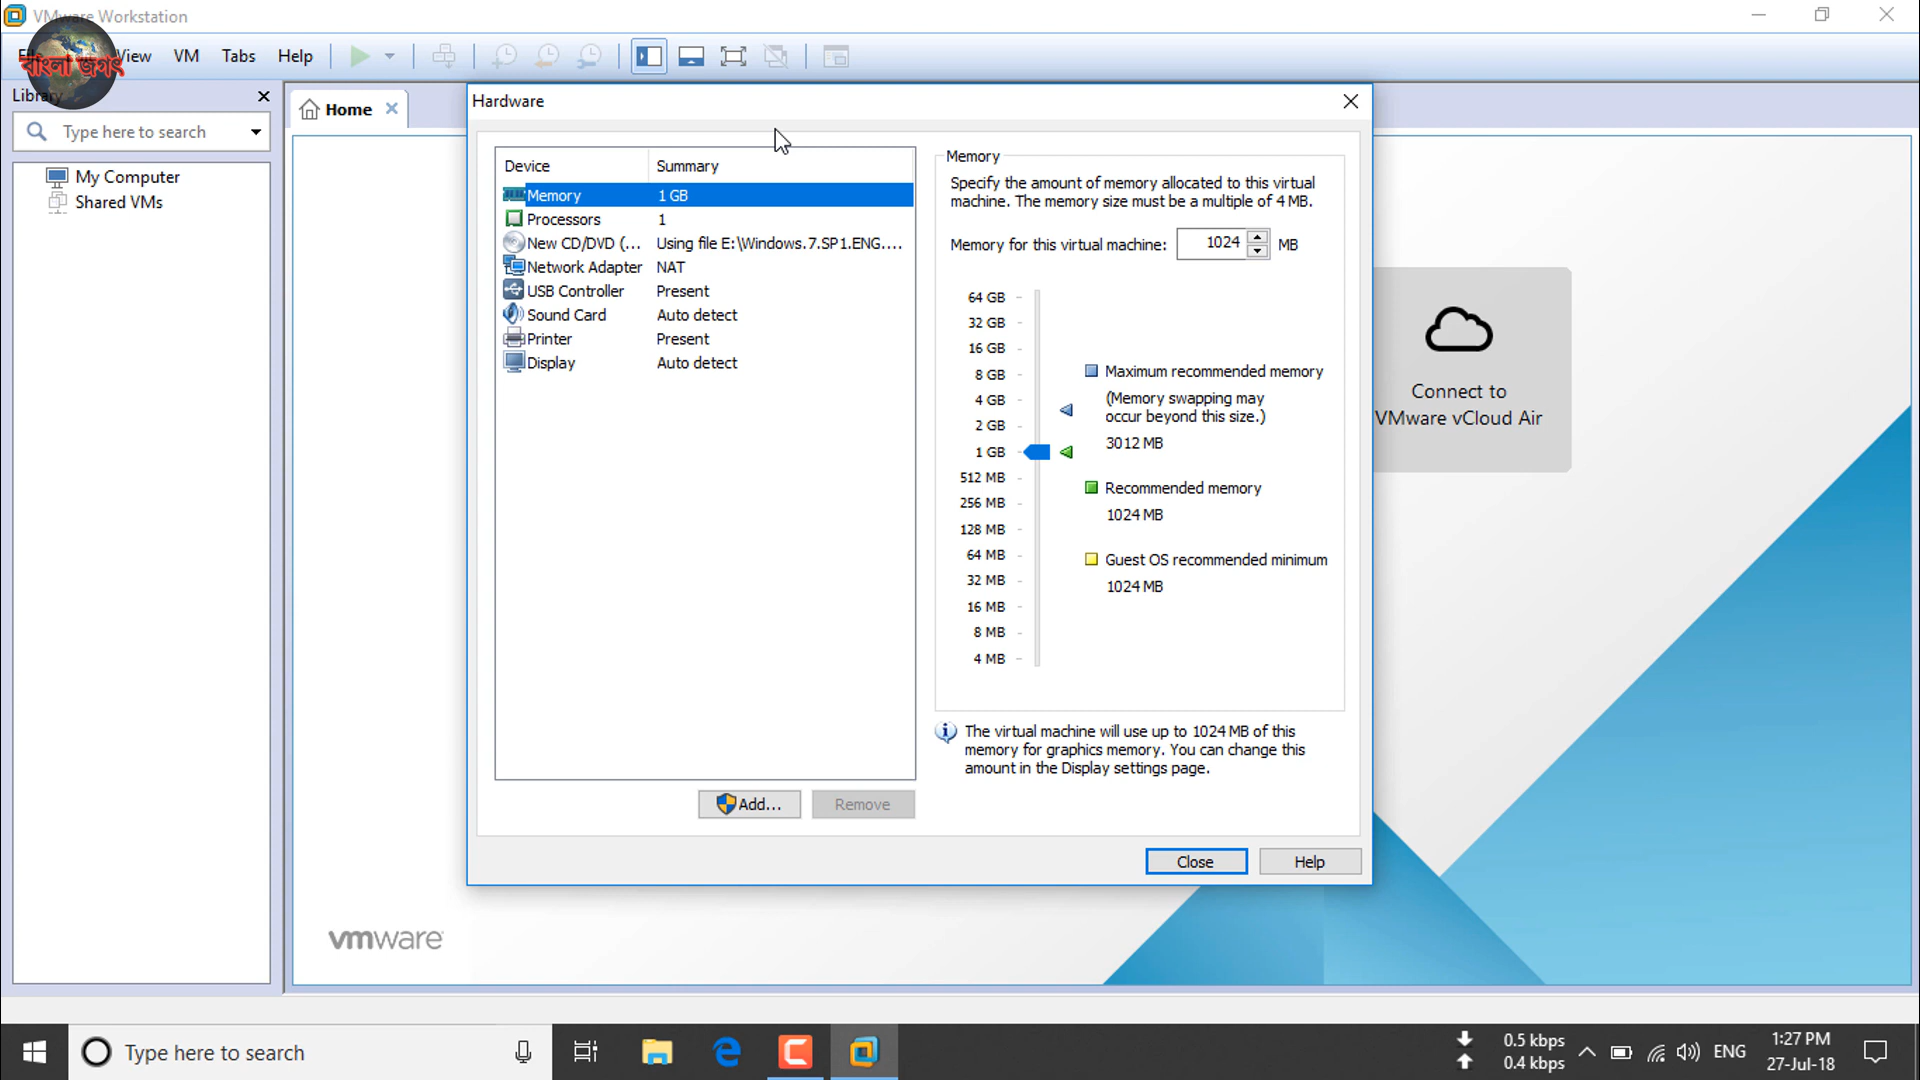 VMware Workstation
View
VM
Tabs
Help
বাংলা জগৎ
Library
Type here to search
My Computer
Shared VMs
Home
Hardware
Device
Summary
Memory
1 GB
Processors
1
New CD/DVD (...
Using file E:\Windows.7.SP1.ENG....
Network Adapter
NAT
USB Controller
Present
Sound Card
Auto detect
Printer
Present
Display
Auto detect
Add...
Remove
Memory
Specify the amount of memory allocated to this virtual
machine. The memory size must be a multiple of 4 MB.
Memory for this virtual machine:
1024
MB
64 GB
32 GB
16 GB
8 GB
4 GB
2 GB
1 GB
512 MB
256 MB
128 MB
64 MB
32 MB
16 MB
8 MB
4 MB
Maximum recommended memory
(Memory swapping may
occur beyond this size.)
3012 MB
Recommended memory
1024 MB
Guest OS recommended minimum
1024 MB
The virtual machine will use up to 1024 MB of this
memory for graphics memory. You can change this
amount in the Display settings page.
Close
Help
Connect to
VMware vCloud Air
vmware
Type here to search
0.5 kbps
0.4 kbps
ENG
1:27 PM
27-Jul-18